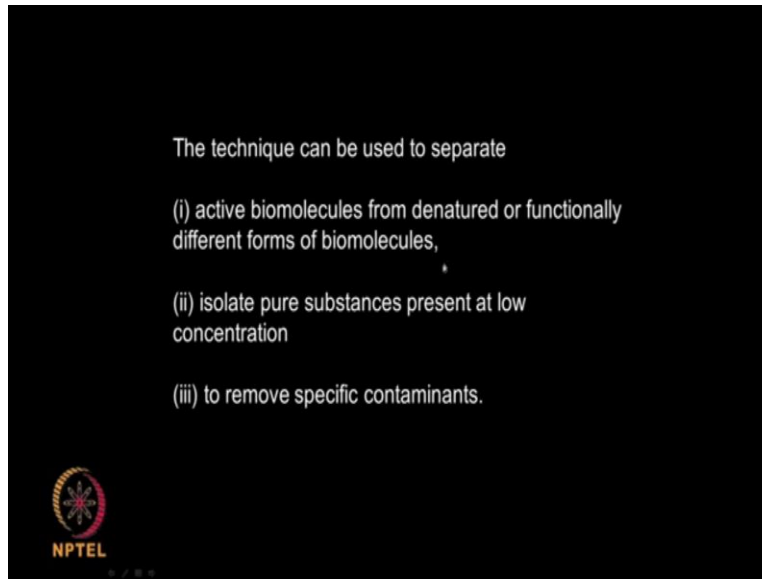 The technique can be used to separate
(i) active biomolecules from denatured or functionally
different forms of biomolecules,
(ii) isolate pure substances present at low
concentration
(iii) to remove specific contaminants.
NPTEL